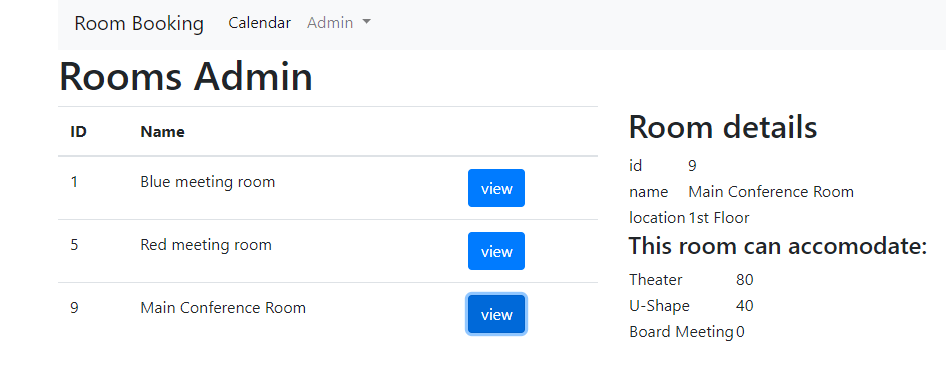 Room Booking Calendar Admin
Rooms Admin
ID Name
1 Blue meeting room view
5 Red meeting room view
9 Main Conference Room view
Room details
id 9
name Main Conference Room
location 1st Floor
This room can accomodate:
Theater 80
U-Shape 40
Board Meeting 0